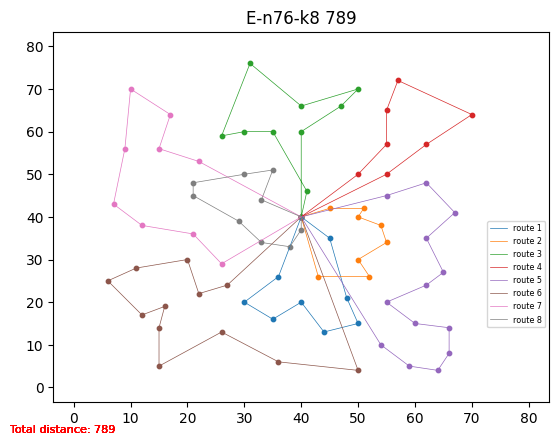 E-n76-k8 789
80
70
60
50
40
30
20
10
0
0 10 20 30 40 50 60 70 80
route 1
route 2
route 3
route 4
route 5
route 6
route 7
route 8
Total distance: 789